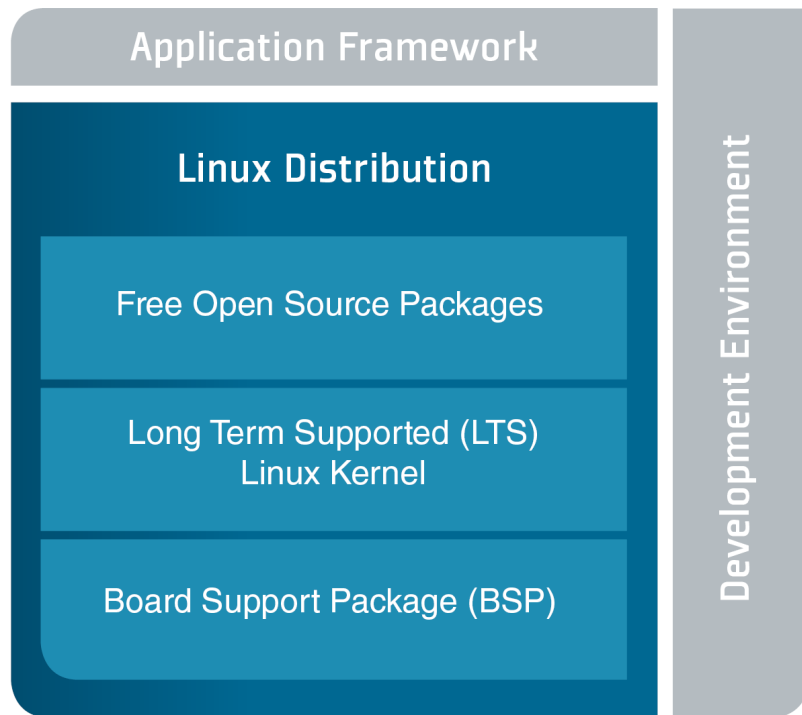 Application Framework
Linux Distribution
Free Open Source Packages
Long Term Supported (LTS)
Linux Kernel
Board Support Package (BSP)
Development Environment